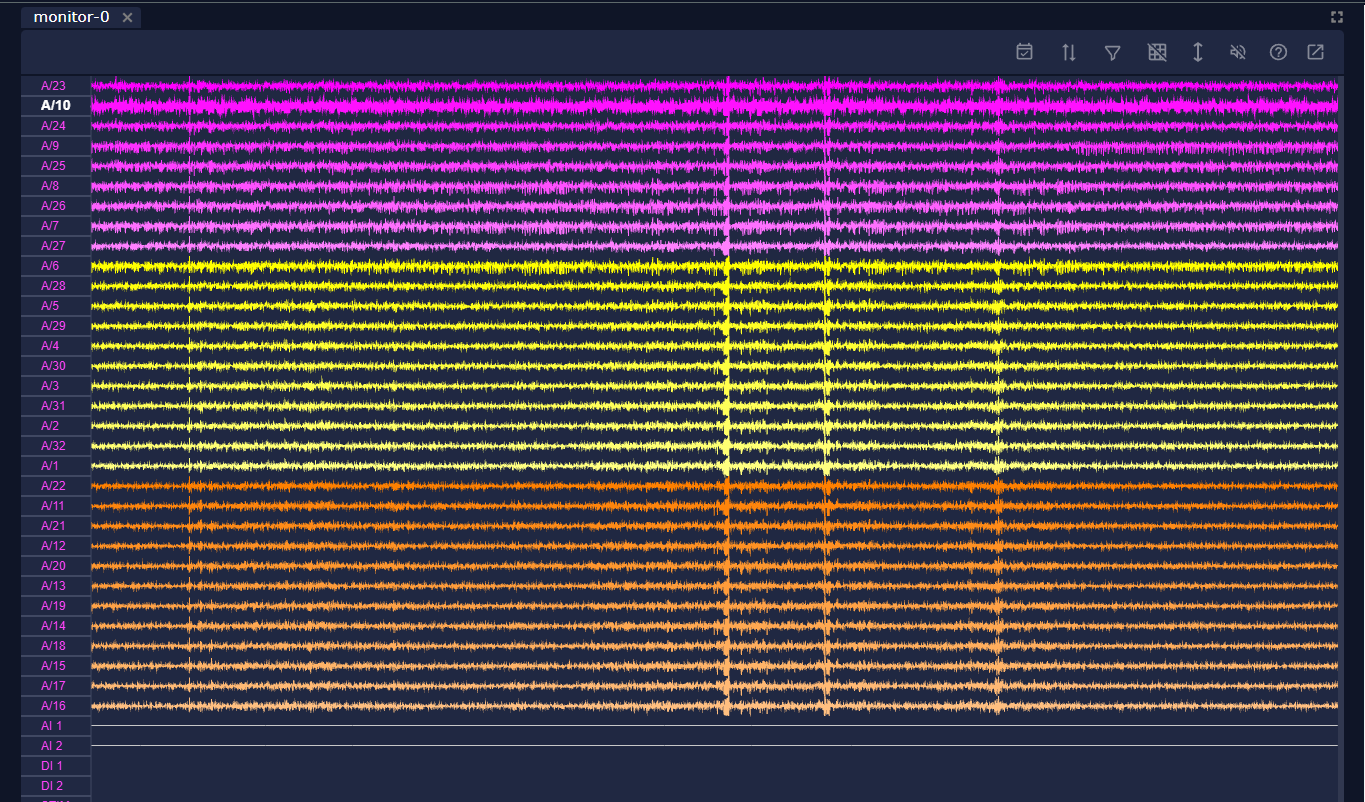 monitor-0
A/23
A/10
A/24
A/9
A/25
A/8
A/26
A/7
A/27
A/6
A/28
A/5
A/29
A/4
A/30
A/3
A/31
A/2
A/32
A/1
A/22
A/11
A/21
A/12
A/20
A/13
A/19
A/14
A/18
A/15
A/17
A/16
AI 1
AI 2
DI 1
DI 2